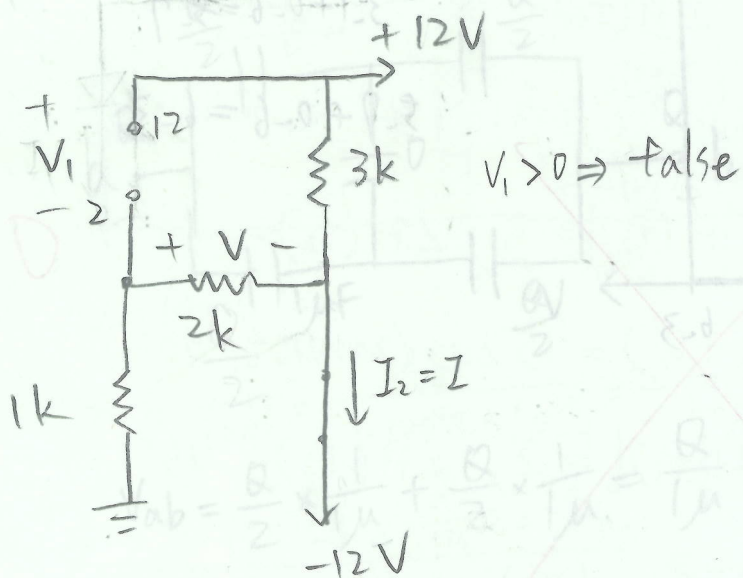 +12V
+
12
V₁
3k
V₁ > 0 ⇒ false
- 2
+ V -
2k
1k
I₂ = I
-12V